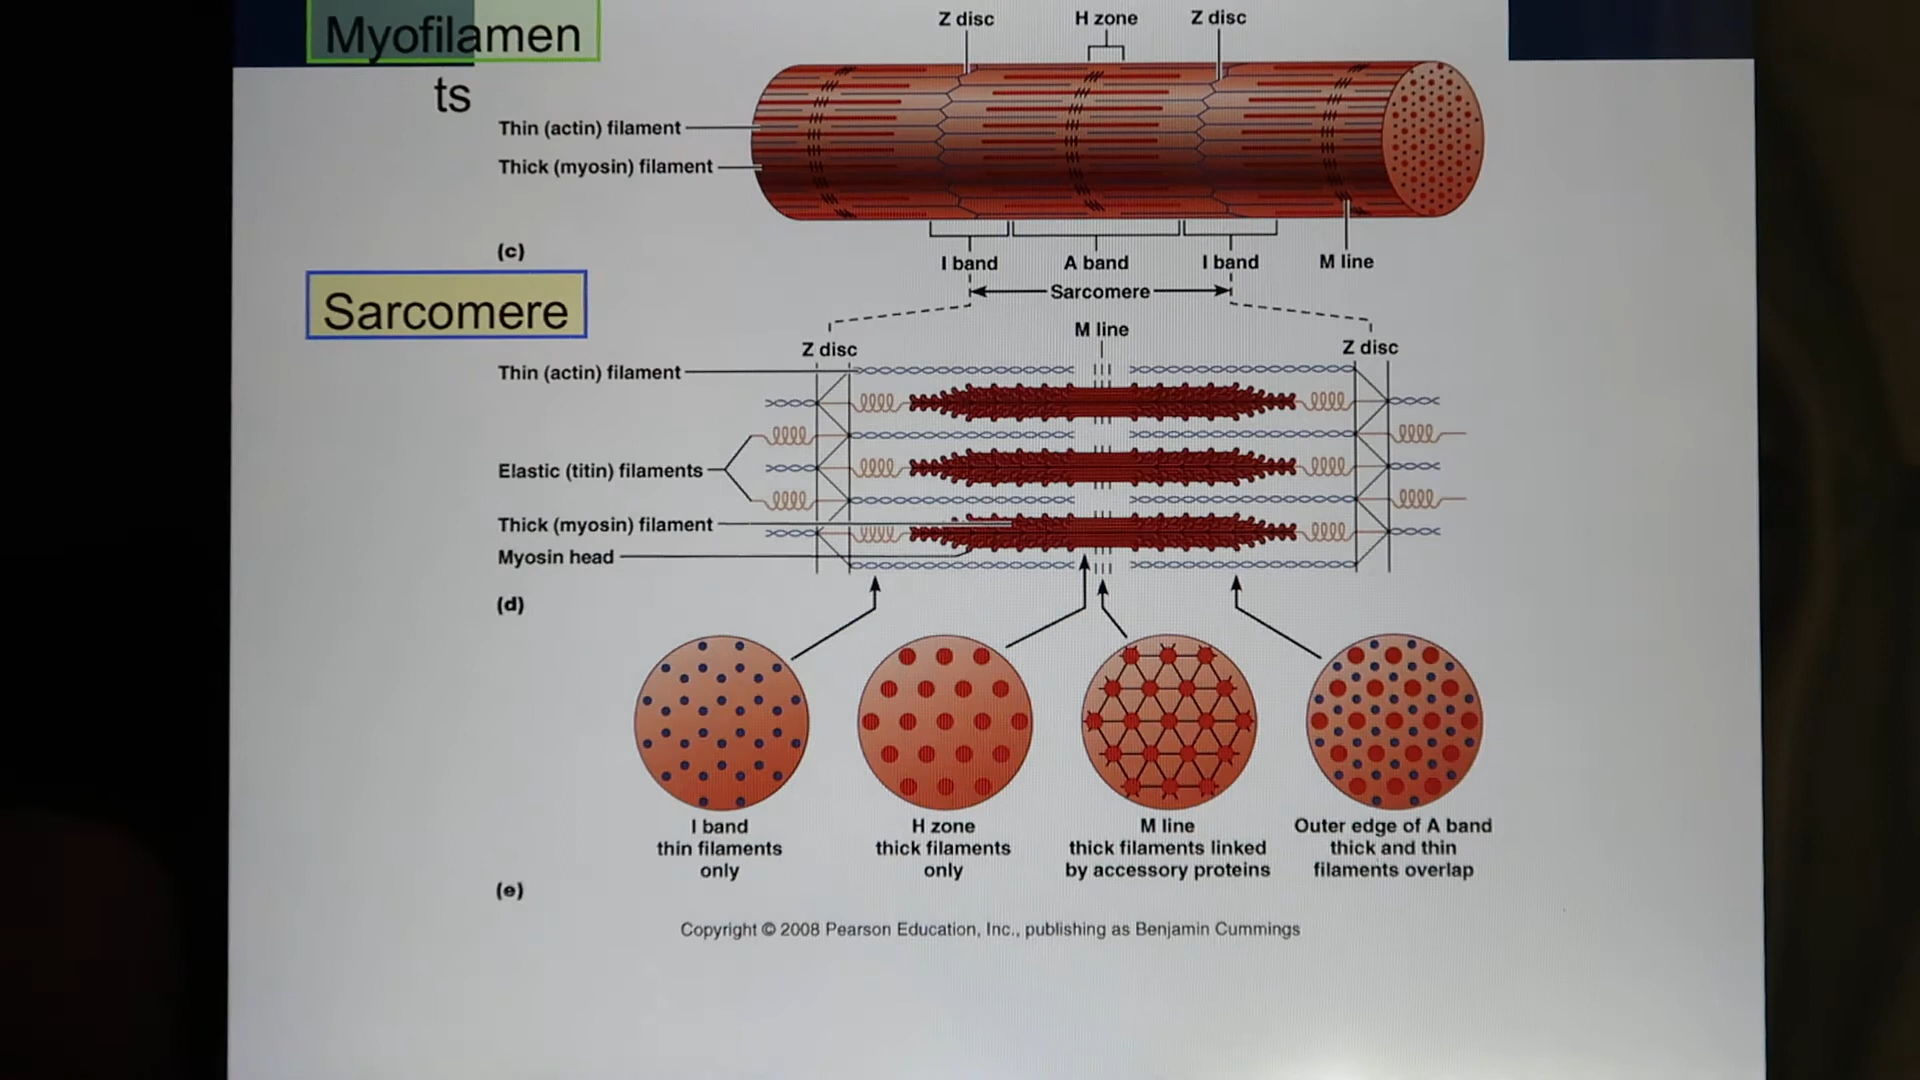 Myofilamen
ts
Z disc
H zone
Z disc
Thin (actin) filament
Thick (myosin) filament
(c)
I band
A band
I band
M line
Sarcomere
Sarcomere
M line
Z disc
Z disc
Thin (actin) filament
Elastic (titin) filaments
Thick (myosin) filament
Myosin head
(d)
I band
thin filaments
only
H zone
thick filaments
only
M line
thick filaments linked
by accessory proteins
Outer edge of A band
thick and thin
filaments overlap
(e)
Copyright © 2008 Pearson Education, Inc., publishing as Benjamin Cummings